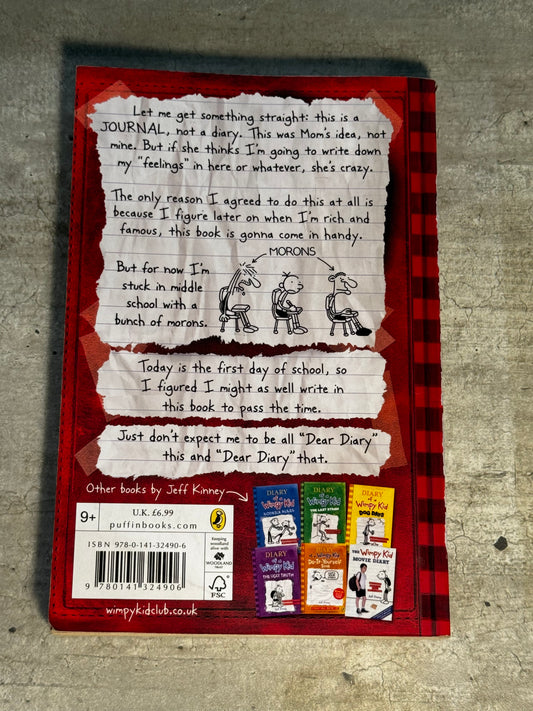 Let me get something straight: this is a
JOURNAL, not a diary. This was Mom's idea, not
mine. But if she thinks I'm going to write down
my "feelings" in here or whatever, she's crazy.
The only reason I agreed to do this at all is
because I figure later on when I'm rich and
famous, this book is gonna come in handy.
MORONS
But for now I'm
stuck in middle
school with a
bunch of morons.
Today is the first day of school, so
I figured I might as well write in
this book to pass the time.
Just don't expect me to be all "Dear Diary"
this and "Dear Diary" that.
Other books by Jeff Kinney
9+
U.K. £6.99
puffinbooks.com
ISBN 978-0-141-32490-6
9 780141 324906
Keeping
woodland
alive with
WOODLAND
TRUST
FSC
wimpykidclub.co.uk
DIARY
of a
Wimpy Kid
RODRICK RULES
DIARY
of a
Wimpy Kid
THE LAST STRAW
DIARY
of a
Wimpy Kid
DOG DAYS
DIARY
of a
Wimpy Kid
THE UGLY TRUTH
Wimpy Kid
Do-It-Yourself
Book
THE
Wimpy Kid
MOVIE DIARY